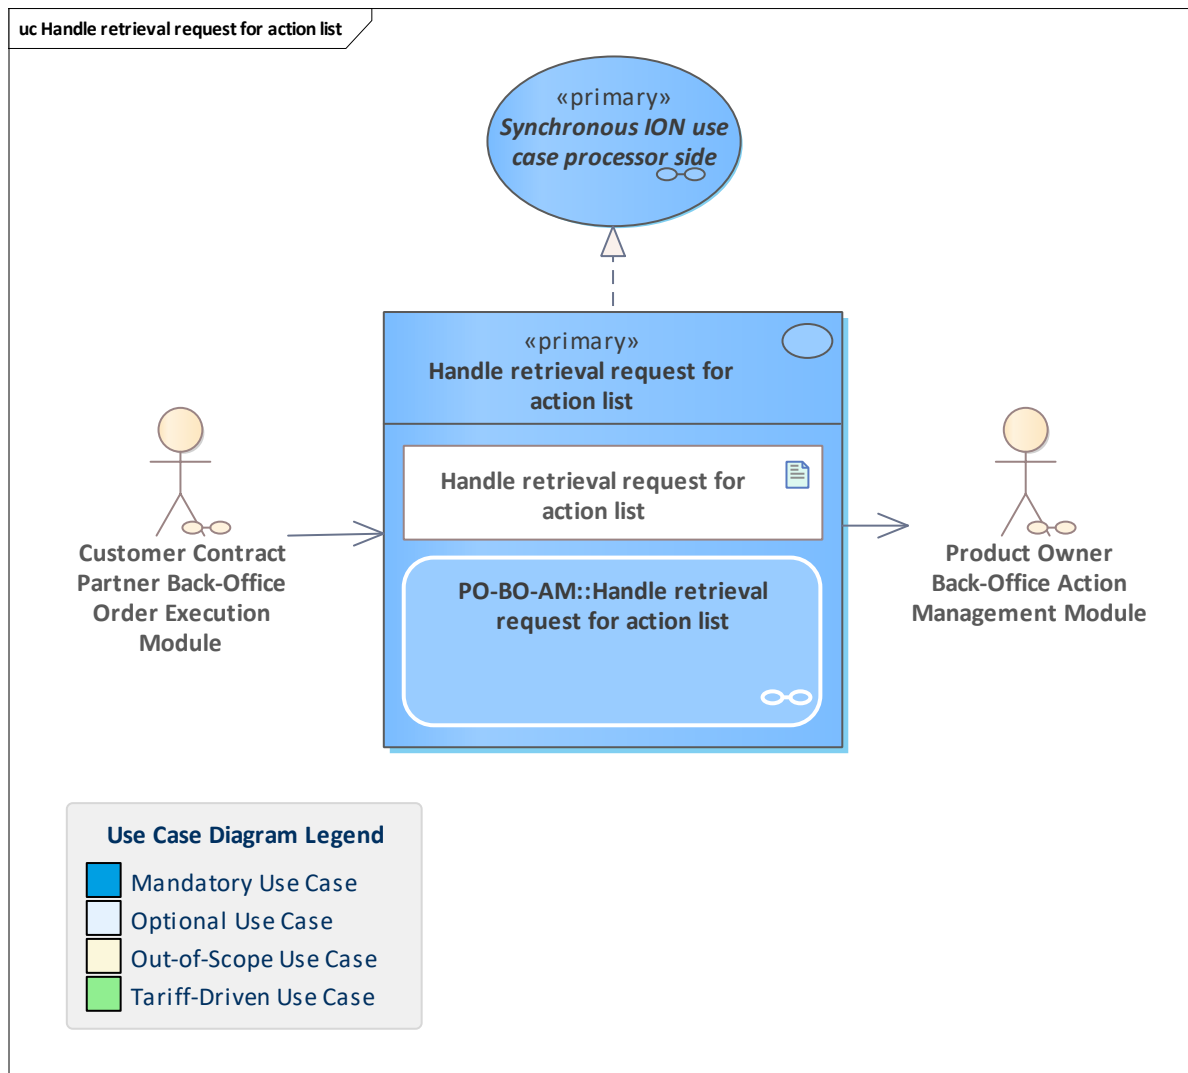 uc Handle retrieval request for action list
«primary»
Synchronous ION use
case processor side
«primary»
Handle retrieval request for
action list
Handle retrieval request for
action list
PO-BO-AM::Handle retrieval
request for action list
Customer Contract
Partner Back-Office
Order Execution
Module
Product Owner
Back-Office Action
Management Module
Use Case Diagram Legend
Mandatory Use Case
Optional Use Case
Out-of-Scope Use Case
Tariff-Driven Use Case